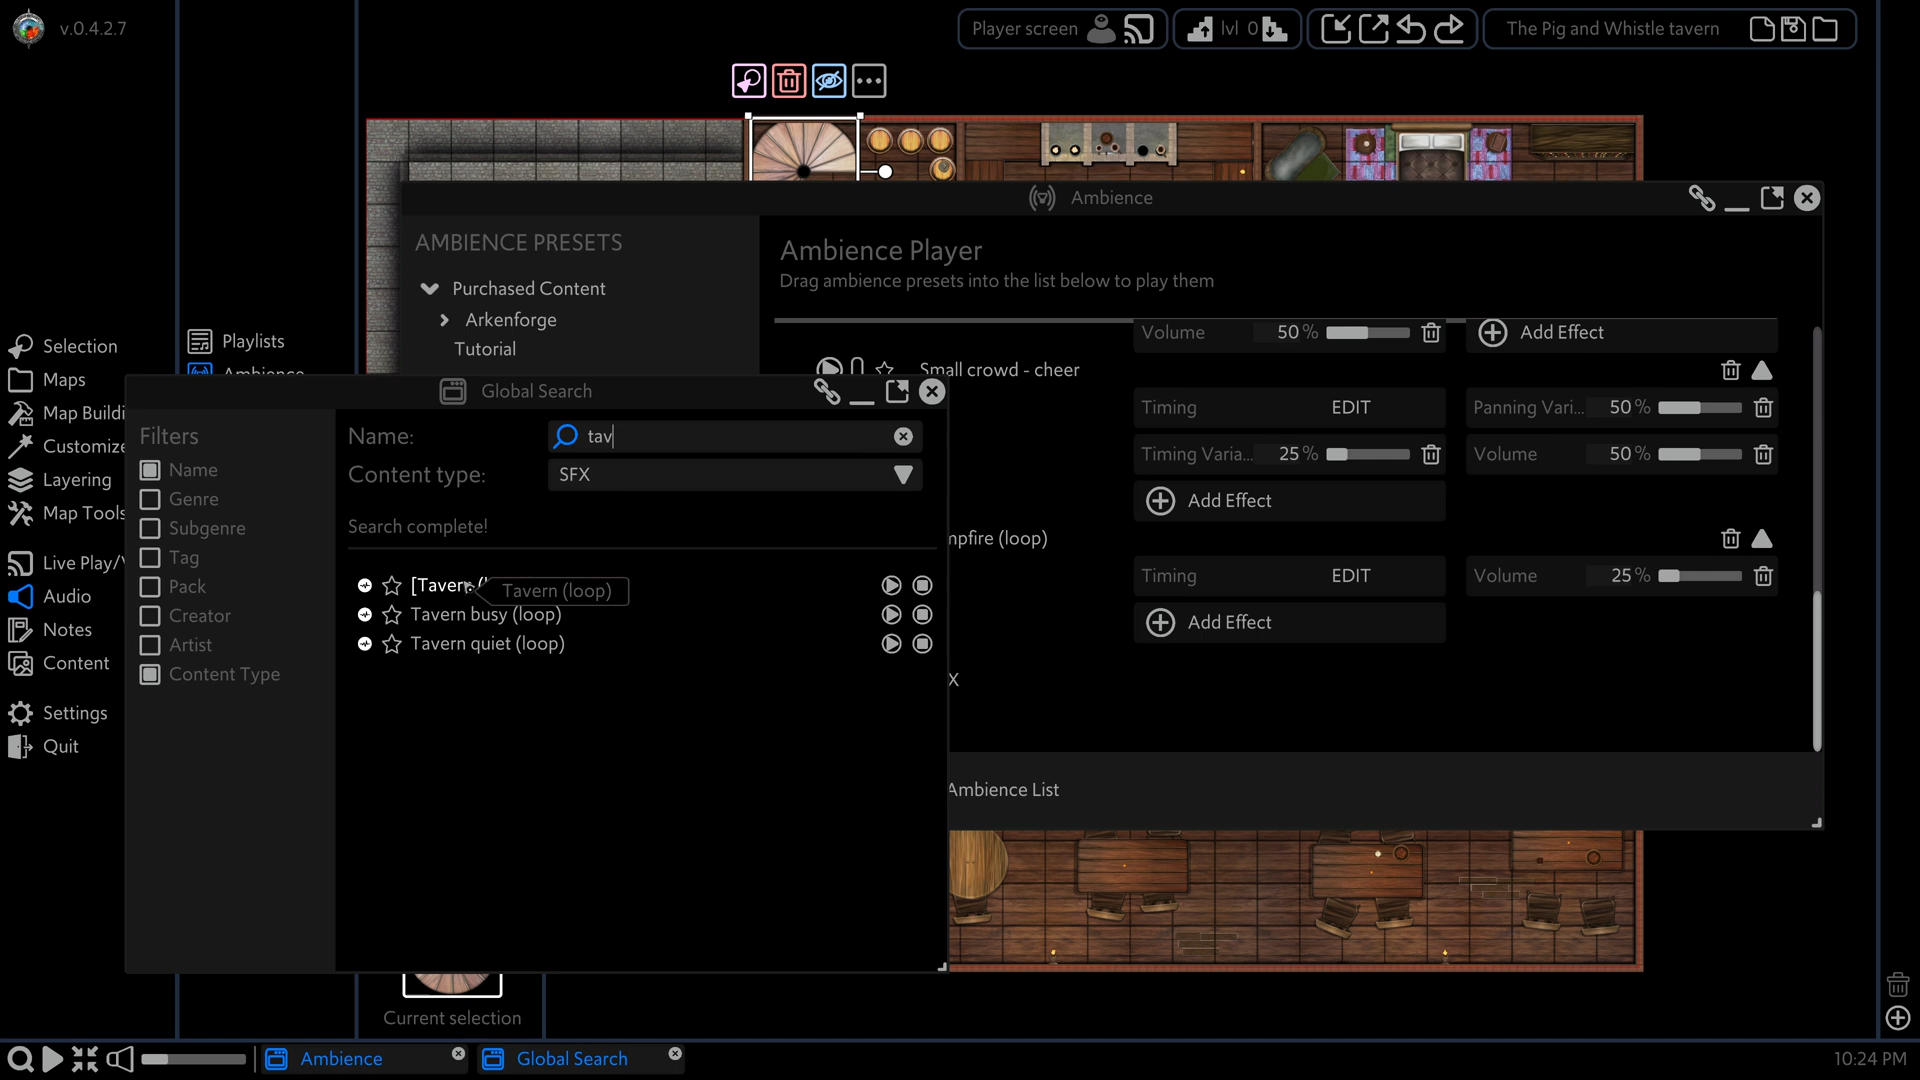 v.0.4.2.7
Player screen
lvl 0
The Pig and Whistle tavern
Ambience
AMBIENCE PRESETS
Purchased Content
Arkenforge
Tutorial
Ambience Player
Drag ambience presets into the list below to play them
Volume 50 %
Add Effect
Small crowd - cheer
Timing EDIT
Panning Vari... 50 %
Timing Varia... 25 %
Volume 50 %
Add Effect
(loop)
Timing EDIT
Volume 25 %
Add Effect
X
Ambience List
Selection
Maps
Map Buildi
Customize
Layering
Map Tools
Live Play/
Audio
Notes
Content
Settings
Quit
Playlists
Ambience
Global Search
Filters
Name
Genre
Subgenre
Tag
Pack
Creator
Artist
Content Type
Name: tav
Content type: SFX
Search complete!
[Tavern
Tavern (loop)
Tavern busy (loop)
Tavern quiet (loop)
Current selection
Ambience
Global Search
10:24 PM